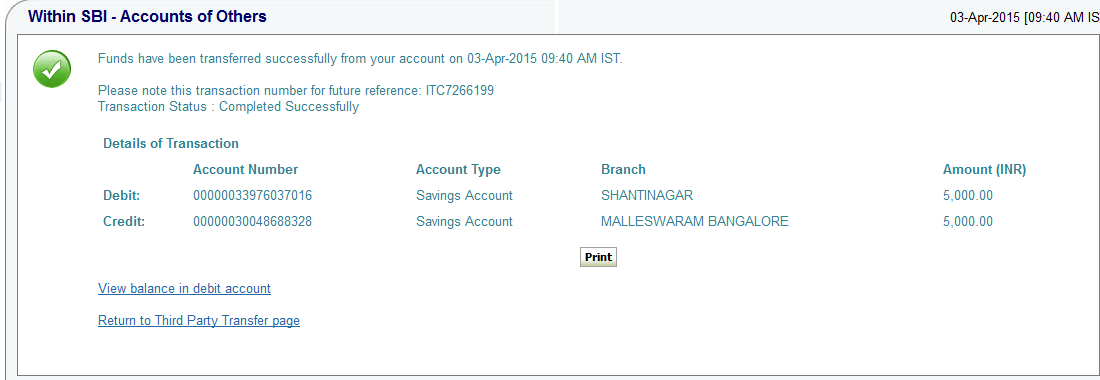 Within SBI - Accounts of Others 03-Apr-2015 [09:40 AM IS
Funds have been transferred successfully from your account on 03-Apr-2015 09:40 AM IST.
Please note this transaction number for future reference: ITC7266199
Transaction Status : Completed Successfully
Details of Transaction
Account Number Account Type Branch Amount (INR)
Debit: 00000033976037016 Savings Account SHANTINAGAR 5,000.00
Credit: 00000030048688328 Savings Account MALLESWARAM BANGALORE 5,000.00
Print
View balance in debit account
Return to Third Party Transfer page